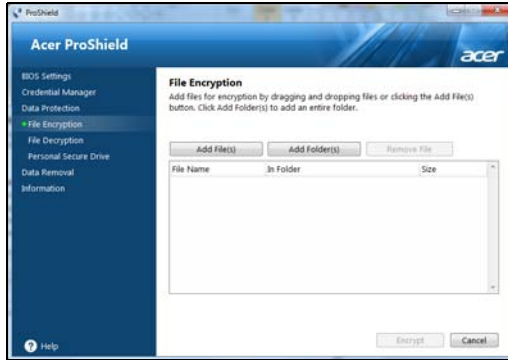 ProShield
Acer ProShield
acer
BIOS Settings
Credential Manager
Data Protection
File Encryption
File Decryption
Personal Secure Drive
Data Removal
Information
Help
File Encryption
Add files for encryption by dragging and dropping files or clicking the Add File(s)
button. Click Add Folder(s) to add an entire folder.
Add File(s) Add Folder(s) Remove File
File Name In Folder Size
Encrypt Cancel